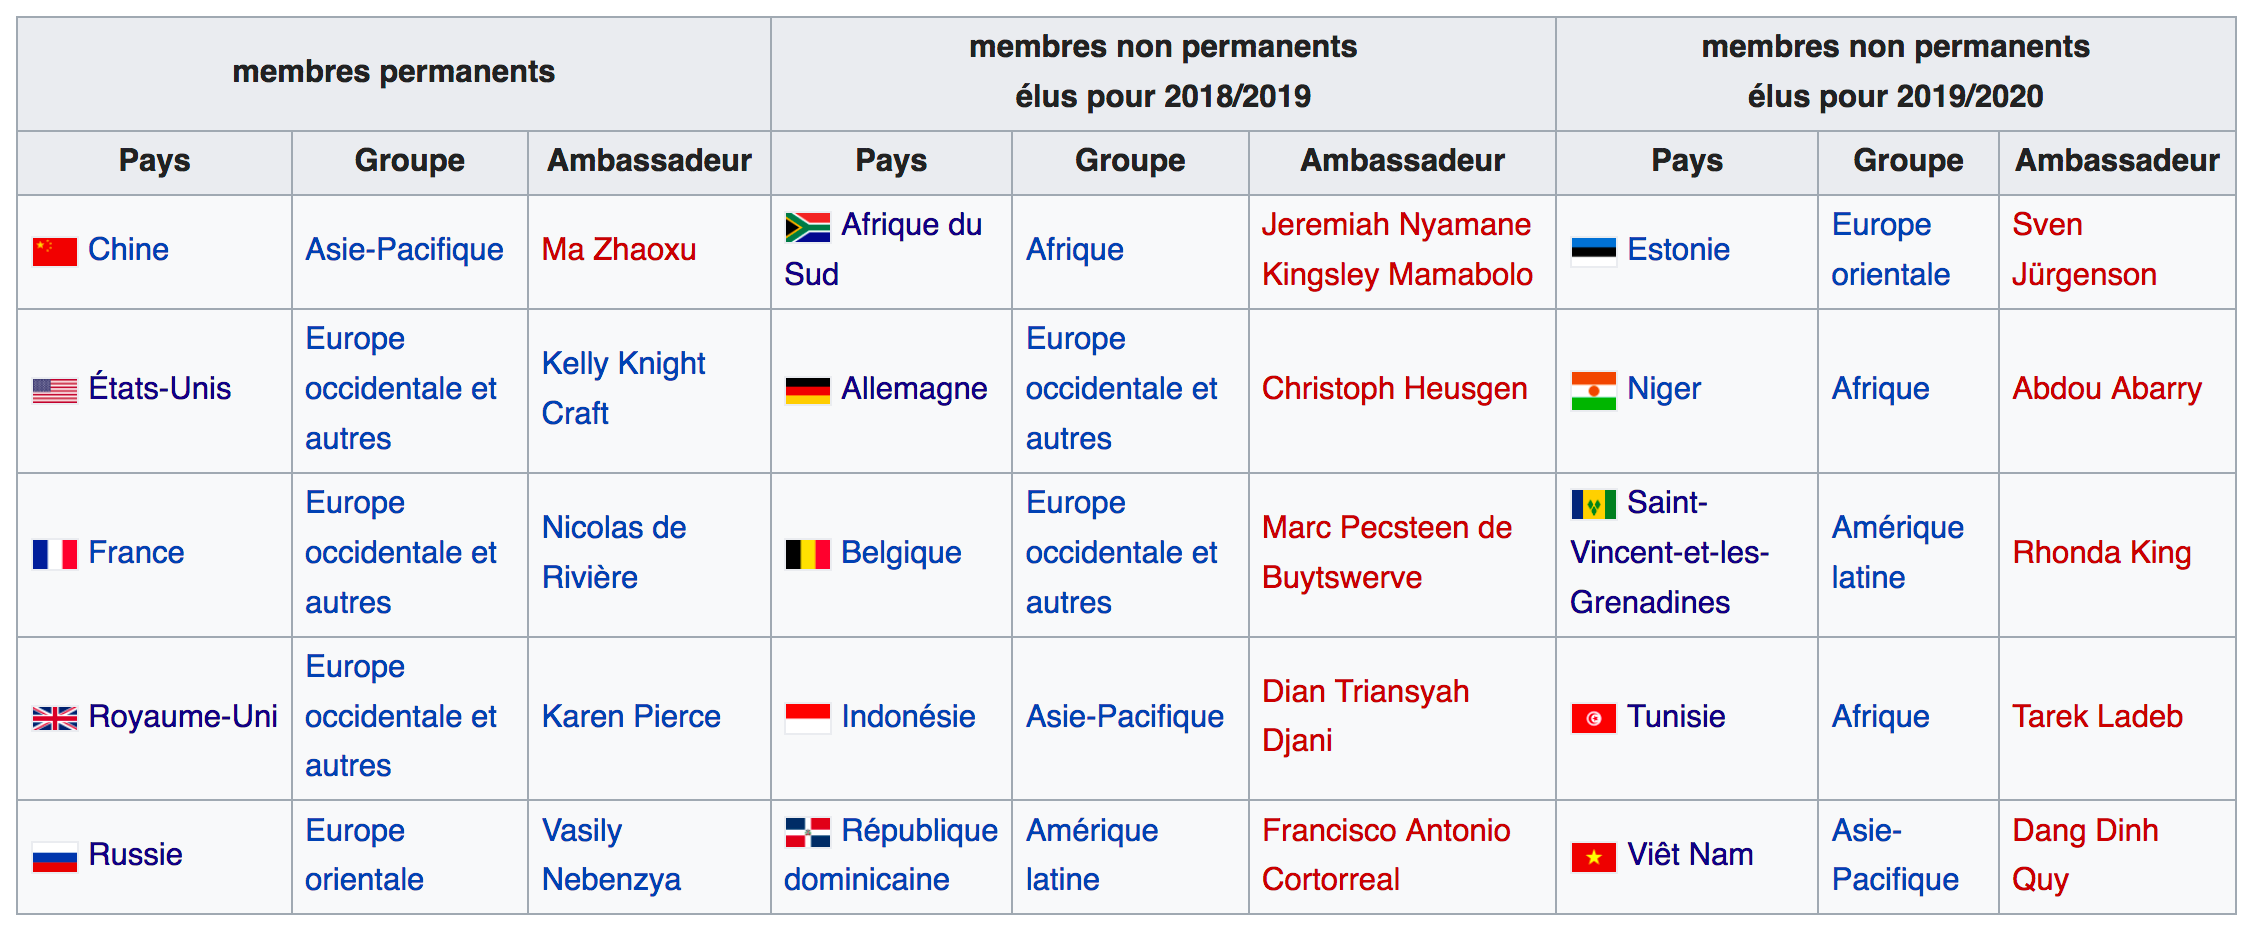 membres permanents
membres non permanents
élus pour 2018/2019
membres non permanents
élus pour 2019/2020
Pays
Groupe
Ambassadeur
Pays
Groupe
Ambassadeur
Pays
Groupe
Ambassadeur
Chine
Asie-Pacifique
Ma Zhaoxu
Afrique du
Sud
Afrique
Jeremiah Nyamane
Kingsley Mamabolo
Estonie
Europe
orientale
Sven
Jürgenson
États-Unis
Europe
occidentale et
autres
Kelly Knight
Craft
Allemagne
Europe
occidentale et
autres
Christoph Heusgen
Niger
Afrique
Abdou Abarry
France
Europe
occidentale et
autres
Nicolas de
Rivière
Belgique
Europe
occidentale et
autres
Marc Pecsteen de
Buytswerve
Saint-
Vincent-et-les-
Grenadines
Amérique
latine
Rhonda King
Royaume-Uni
Europe
occidentale et
autres
Karen Pierce
Indonésie
Asie-Pacifique
Dian Triansyah
Djani
Tunisie
Afrique
Tarek Ladeb
Russie
Europe
orientale
Vasily
Nebenzya
République
dominicaine
Amérique
latine
Francisco Antonio
Cortorreal
Viêt Nam
Asie-
Pacifique
Dang Dinh
Quy